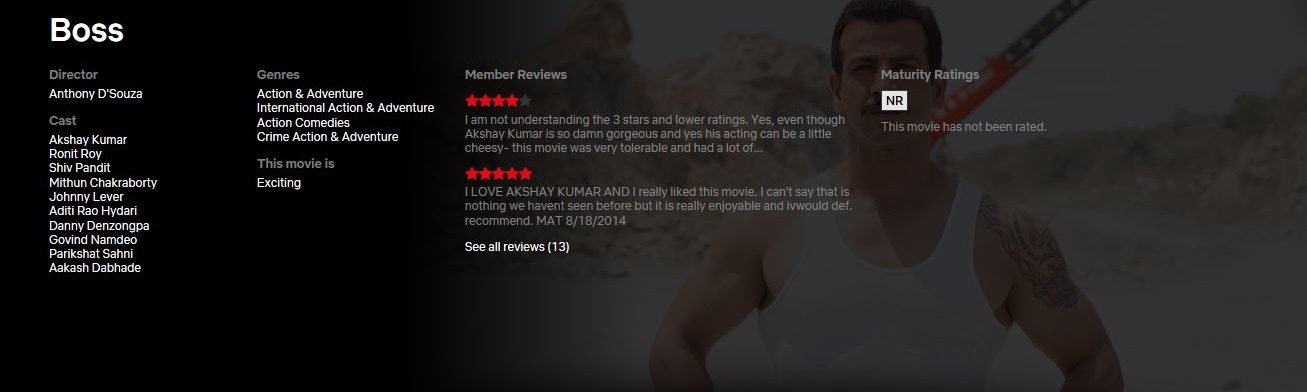 Boss
Director
Anthony D'Souza
Cast
Akshay Kumar
Ronit Roy
Shiv Pandit
Mithun Chakraborty
Johnny Lever
Aditi Rao Hydari
Danny Denzongpa
Govind Namdeo
Parikshat Sahni
Aakash Dabhade
Genres
Action & Adventure
International Action & Adventure
Action Comedies
Crime Action & Adventure
This movie is
Exciting
Member Reviews
I am not understanding the 3 stars and lower ratings. Yes, even though
Akshay Kumar is so damn gorgeous and yes his acting can be a little
cheesy- this movie was very tolerable and had a lot of...
I LOVE AKSHAY KUMAR AND I really liked this movie. I can't say that is
nothing we havent seen before but it is really enjoyable and ivwould def.
recommend. MAT 8/18/2014
See all reviews (13)
Maturity Ratings
NR
This movie has not been rated.